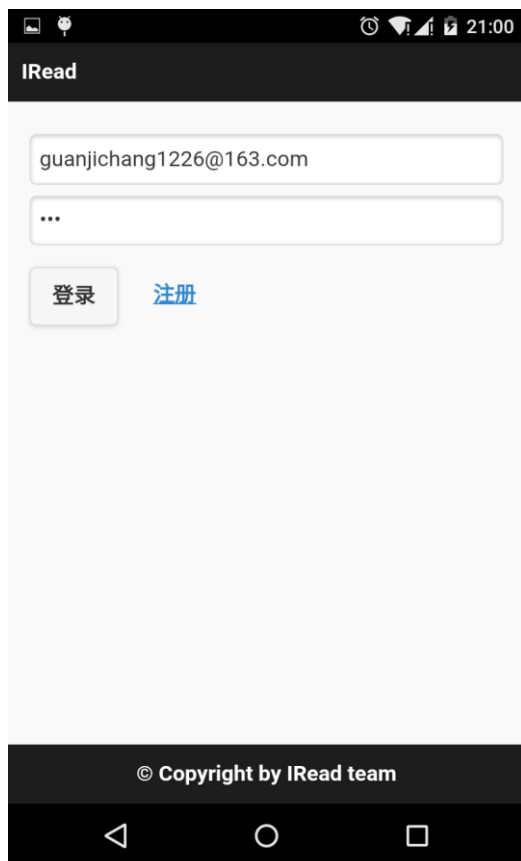 21:00
IRead
guanjichang1226@163.com
•••
登录 注册
© Copyright by IRead team